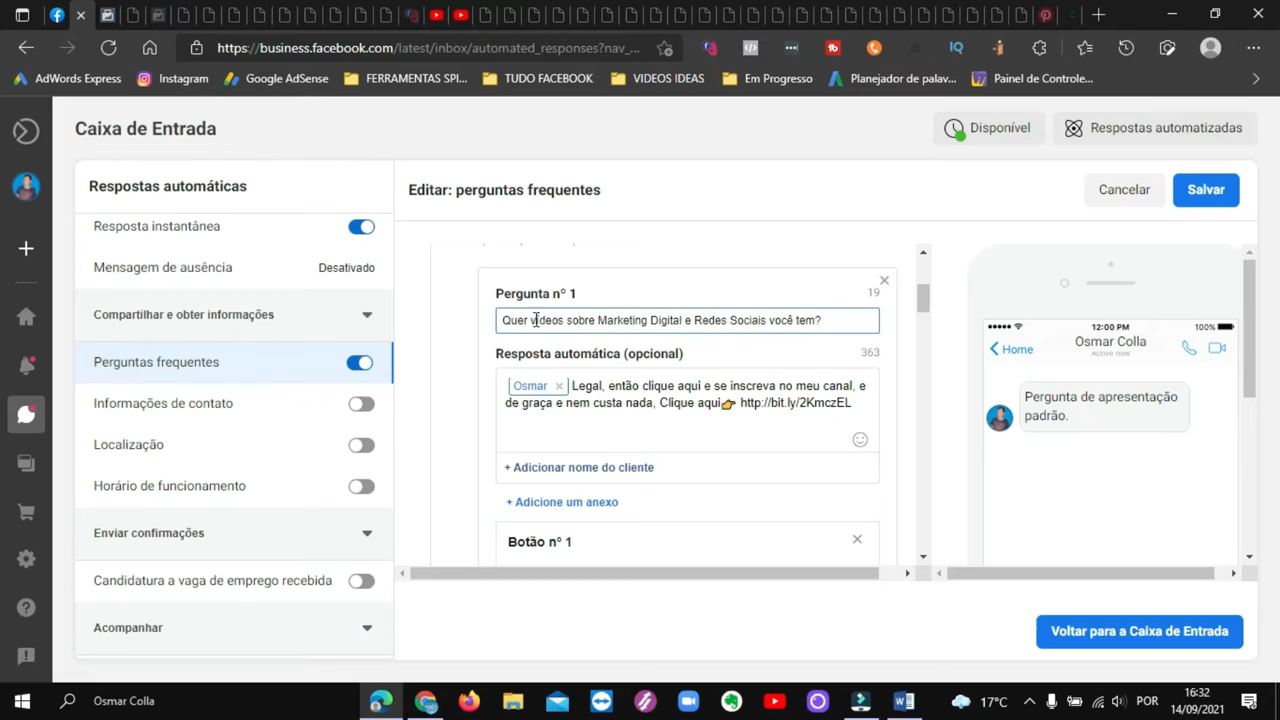 https://business.facebook.com/latest/inbox/automated_responses?nav_...
IQ
AdWords Express
Instagram
Google AdSense
FERRAMENTAS SPI...
TUDO FACEBOOK
VIDEOS IDEAS
Em Progresso
Planejador de palav...
Painel de Controle...
Caixa de Entrada
Disponível
Respostas automatizadas
Respostas automáticas
Editar: perguntas frequentes
Cancelar
Salvar
Resposta instantânea
Mensagem de ausência
Desativado
Compartilhar e obter informações
Perguntas frequentes
Informações de contato
Localização
Horário de funcionamento
Enviar confirmações
Candidatura a vaga de emprego recebida
Acompanhar
Pergunta nº 1
19
Quer videos sobre Marketing Digital e Redes Sociais você tem?
Resposta automática (opcional)
363
Osmar × Legal, então clique aqui e se inscreva no meu canal, e
de graça e nem custa nada, Clique aqui👉 http://bit.ly/2KmczEL
+ Adicionar nome do cliente
+ Adicione um anexo
Botão nº 1
12:00 PM
100%
Home
Osmar Colla
Active now
Pergunta de apresentação
padrão.
Voltar para a Caixa de Entrada
Osmar Colla
17°C
POR
16:32
14/09/2021